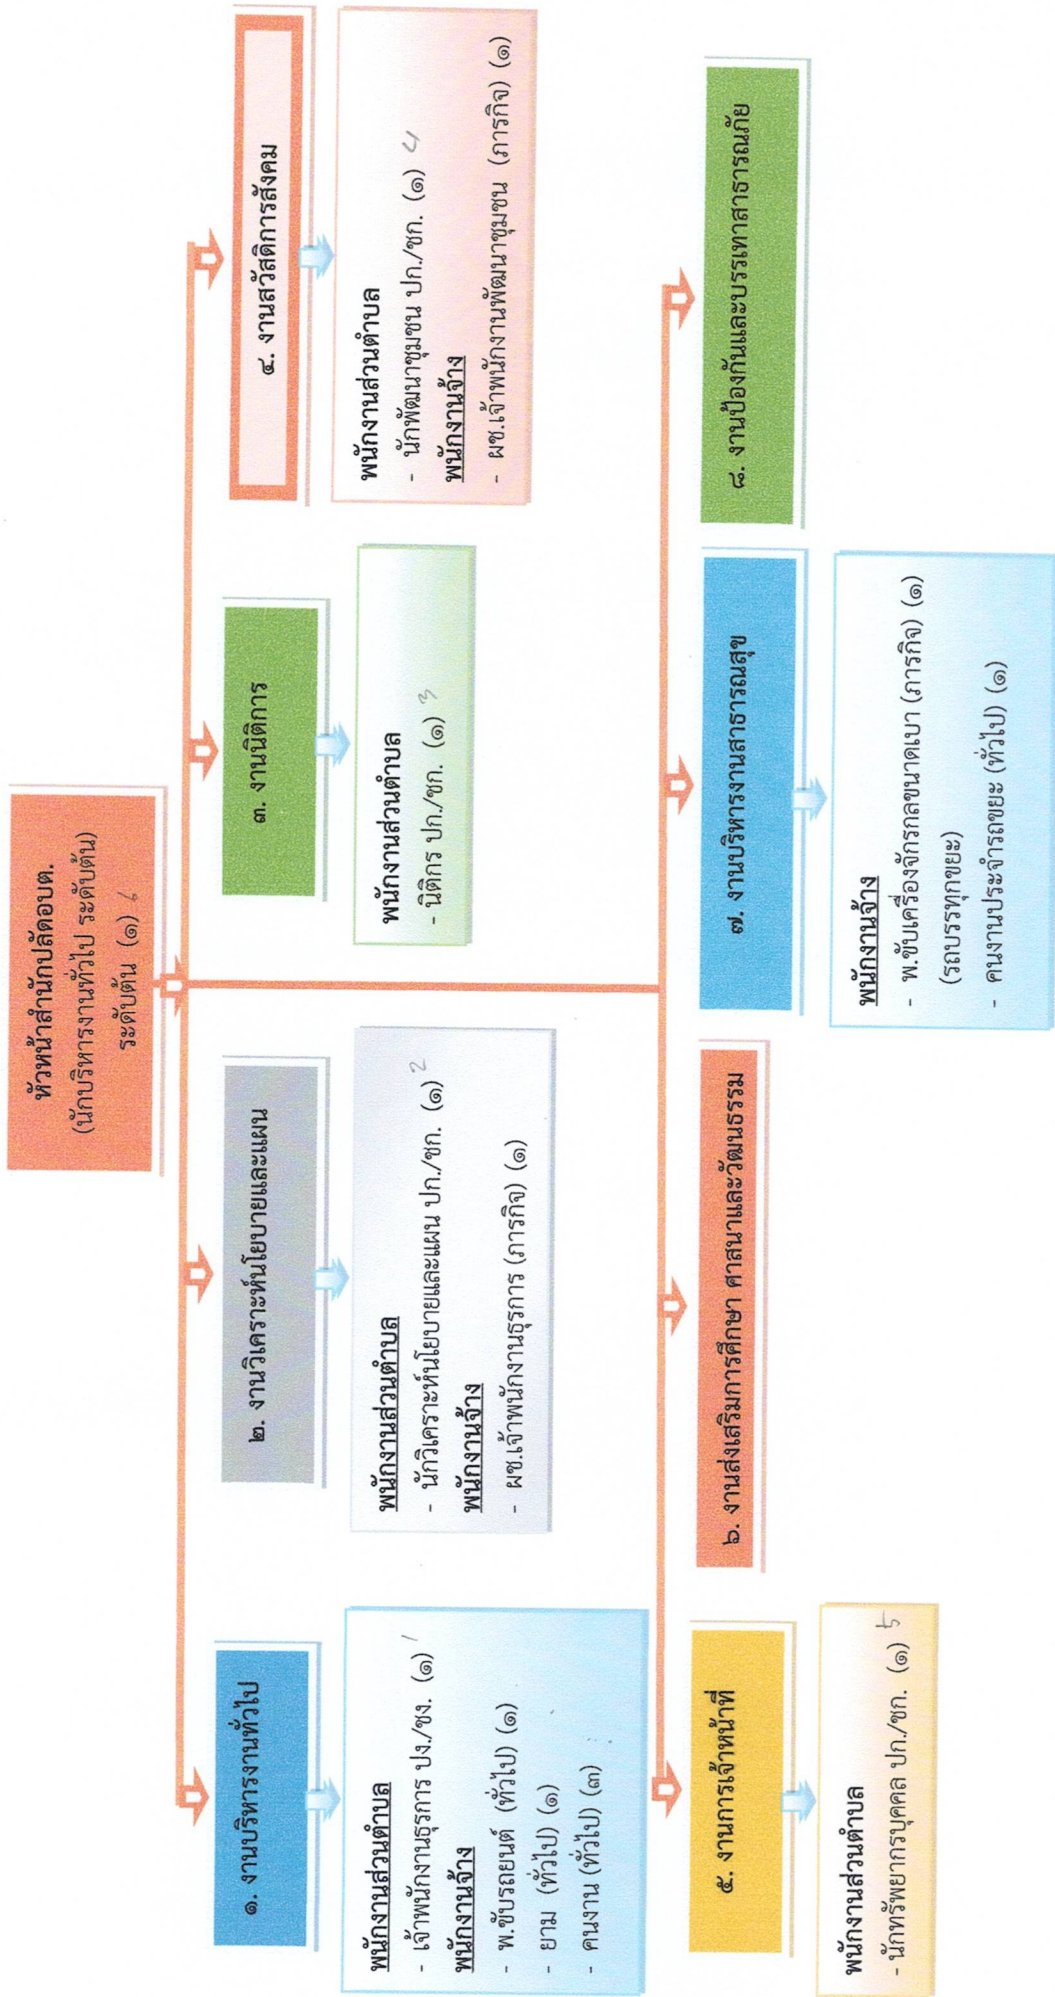 หัวหน้าสำนักปลัดอบต.
(นักบริหารงานทั่วไป ระดับต้น)
ระดับต้น (๑) 6
๑. งานบริหารงานทั่วไป
พนักงานส่วนตำบล
- เจ้าพนักงานธุรการ ปง./ชง. (๑) 1
พนักงานจ้าง
- พ.ขับรถยนต์ (ทั่วไป) (๑)
- ยาม (ทั่วไป) (๑)
- คนงาน (ทั่วไป) (๓)
๒. งานวิเคราะห์นโยบายและแผน
พนักงานส่วนตำบล
- นักวิเคราะห์นโยบายและแผน ปก./ชก. (๑) 2
พนักงานจ้าง
- ผช.เจ้าพนักงานธุรการ (ภารกิจ) (๑)
๓. งานนิติการ
พนักงานส่วนตำบล
- นิติกร ปก./ชก. (๑) 3
๔. งานสวัสดิการสังคม
พนักงานส่วนตำบล
- นักพัฒนาชุมชน ปก./ชก. (๑) 4
พนักงานจ้าง
- ผช.เจ้าพนักงานพัฒนาชุมชน (ภารกิจ) (๑)
๕. งานการเจ้าหน้าที่
พนักงานส่วนตำบล
- นักทรัพยากรบุคคล ปก./ชก. (๑) 5
๖. งานส่งเสริมการศึกษา ศาสนาและวัฒนธรรม
๗. งานบริหารงานสาธารณสุข
พนักงานจ้าง
- พ.ขับเครื่องจักรกลขนาดเบา (ภารกิจ) (๑)
(รถบรรทุกขยะ)
- คนงานประจำรถขยะ (ทั่วไป) (๑)
๘. งานป้องกันและบรรเทาสาธารณภัย